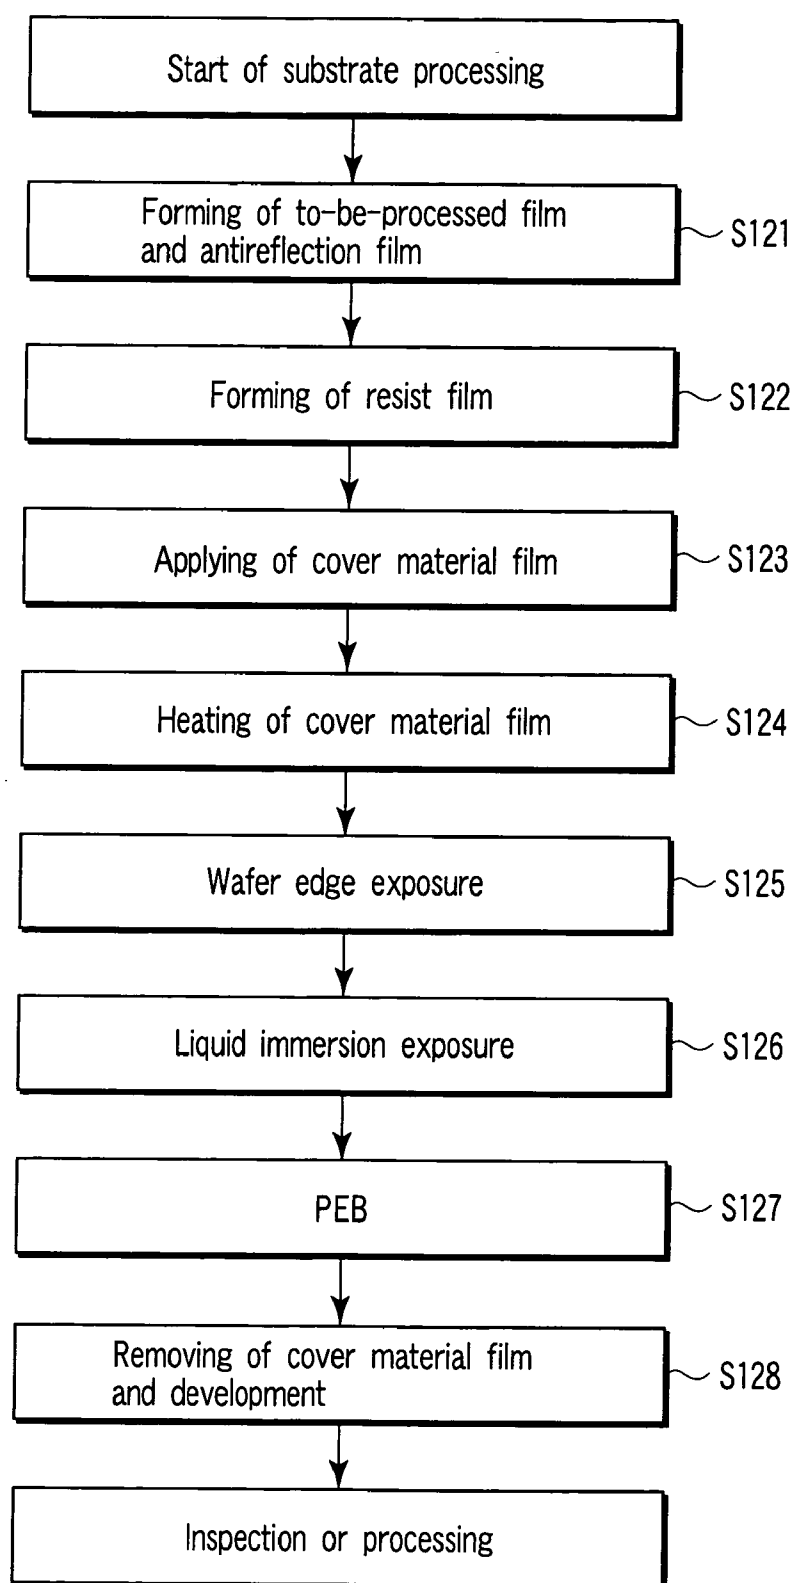 Start of substrate processing
Forming of to-be-processed film
and antireflection film
S121
Forming of resist film
S122
Applying of cover material film
S123
Heating of cover material film
S124
Wafer edge exposure
S125
Liquid immersion exposure
S126
PEB
S127
Removing of cover material film
and development
S128
Inspection or processing